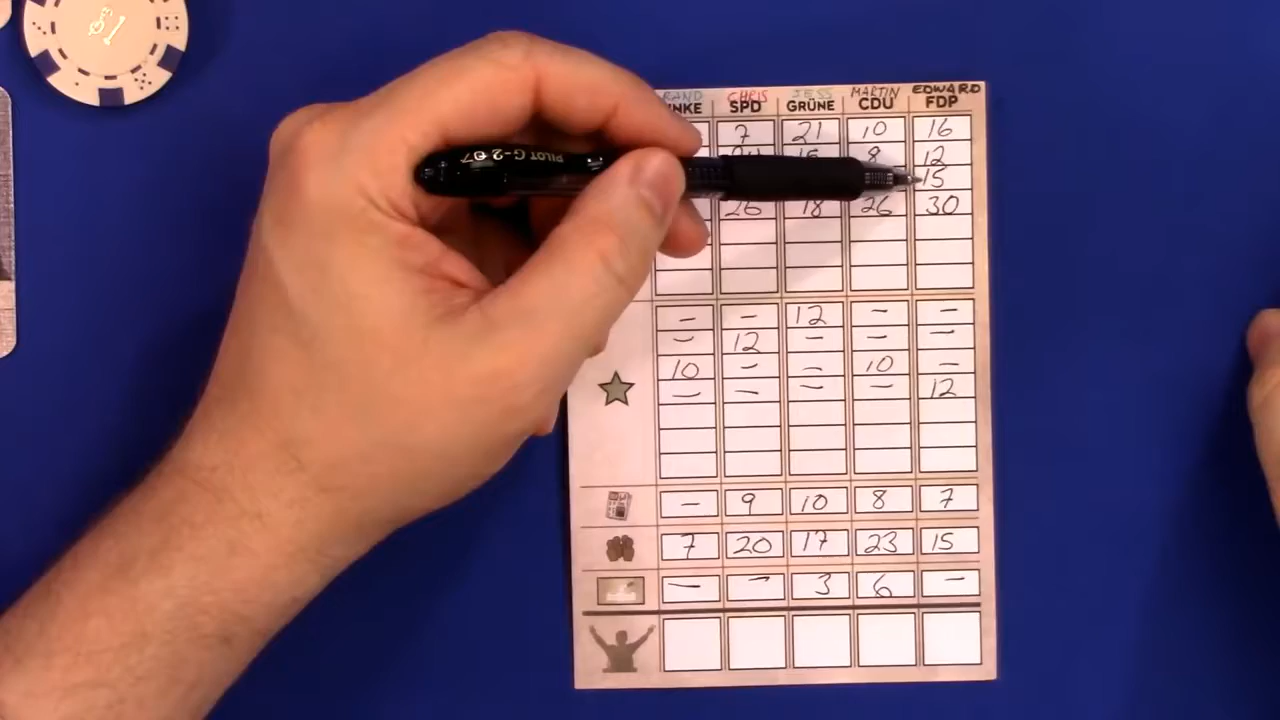 $1
RAND CHRIS JESS MARTIN EDWARD
SPD GRÜNE CDU FDP
7 21 10 16
8 12
PILOT G-2 07
15
26 18 26 30
- - 12 - -
- 12 - - -
10 - - 10 -
- - - - 12
- 9 10 8 7
7 20 17 23 15
- - 3 6 -